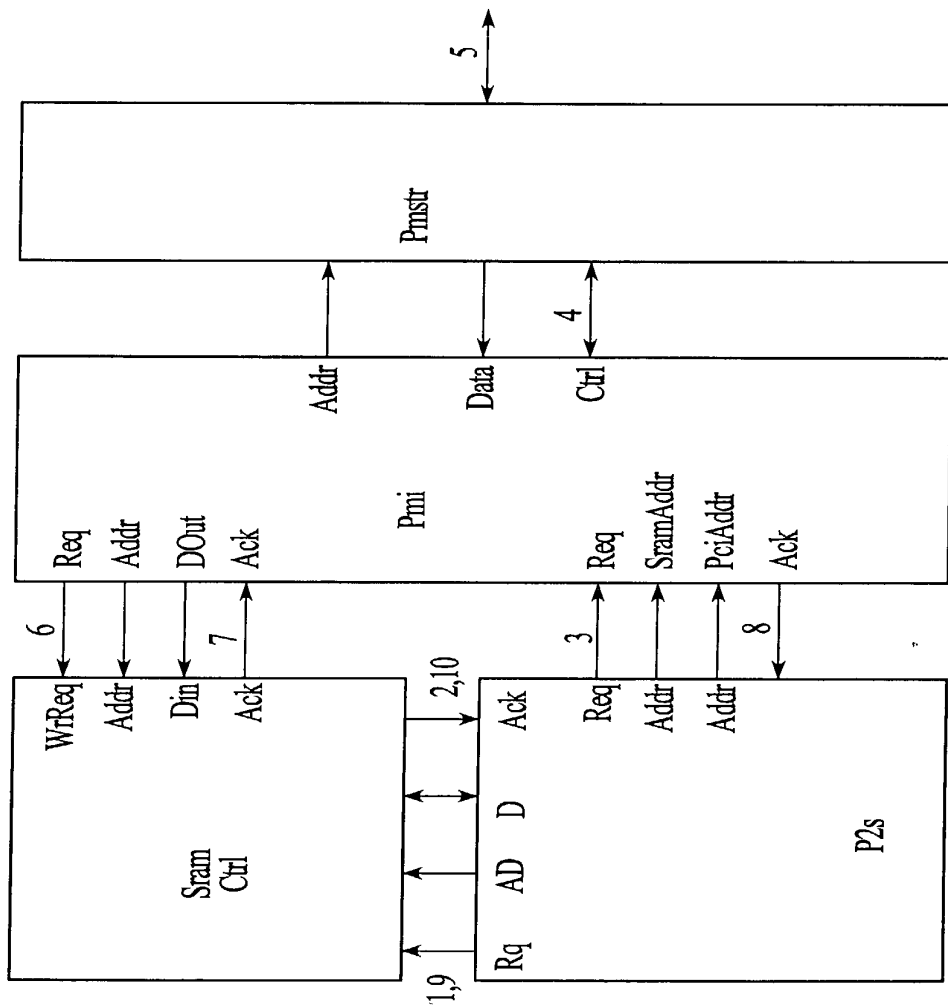 5
Pmstr
4
Addr
Data
Ctrl
Pmi
Req
Addr
DOut
Ack
Req
SramAddr
PciAddr
Ack
6
7
3
8
WrReq
Addr
Din
Ack
2,10
Ack
Req
Addr
Addr
Sram
Ctrl
D
AD
Rq
P2s
1,9